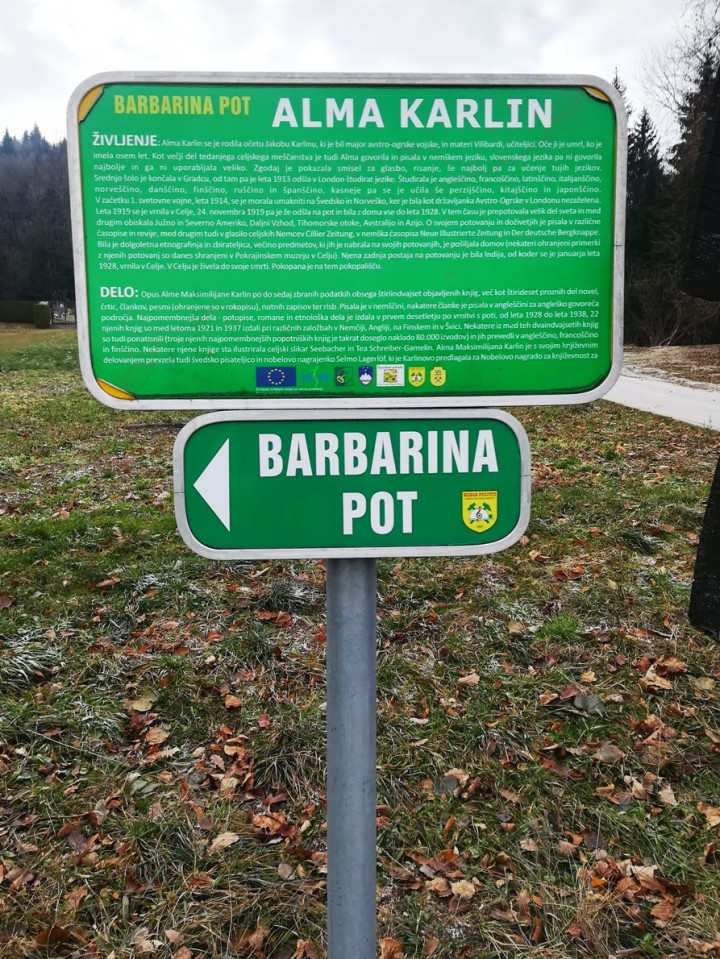 BARBARINA POT ALMA KARLIN
ŽIVLJENJE: Alma Karlin se je rodila očetu Jakobu Karlinu, ki je bil major avstro-ogrske vojske, in materi Vilibardi, učiteljici. Oče ji je umrl, ko je
imela osem let. Kot večji del tedanjega celjskega meščanstva je tudi Alma govorila in pisala v nemškem jeziku, slovenskega jezika pa ni govorila
najbolje in ga ni uporabljala veliko. Zgodaj je pokazala smisel za glasbo, risanje, še najbolj pa za učenje tujih jezikov.
Srednjo šolo je končala v Gradcu, od tam pa je leta 1913 odšla v London študirat jezike. Študirala je angleščino, francoščino, latinščino, italijanščino,
norveščino, danščino, finščino, ruščino in španščino, kasneje pa se je učila še perzijščino, kitajščino in japonščino.
V začetku 1. svetovne vojne, leta 1914, se je morala umakniti na Švedsko in Norveško, ker je bila kot državljanka Avstro-Ogrske v Londonu nezaželena.
Leta 1919 se je vrnila v Celje, 24. novembra 1919 pa je že odšla na pot in bila z doma vse do leta 1928. V tem času je prepotovala velik del sveta in med
drugim obiskala Južno in Severno Ameriko, Daljni Vzhod, Tihomorske otoke, Avstralijo in Azijo. O svojem potovanju in doživetjih je pisala v različne
časopise in revije, med drugimi tudi v glasilo celjskih Nemcev Cillier Zeitung, v nemška časopisa Neue Illustrierte Zeitung in Der deutsche Bergknappe.
Bila je dolgoletna etnografinja in zbirateljica, večino predmetov, ki jih je nabrala na svojih potovanjih, je pošiljala domov (nekateri ohranjeni primerki
z njenih potovanj so danes shranjeni v Pokrajinskem muzeju v Celju). Njena zadnja postaja na potovanju je bila Indija, od koder se je januarja leta
1928, vrnila v Celje. V Celju je živela do svoje smrti. Pokopana je na tem pokopališču.
DELO: Opus Alme Maksimilijane Karlin po do sedaj zbranih podatkih obsega štiriindvajset objavljenih knjig, več kot štirideset proznih del novel,
črtic, člankov, pesmi (ohranjene so v rokopisu), notnih zapisov ter risb. Pisala je v nemščini, nakatere članke je pisala v angleščini za angleško govoreča
področja. Najpomembnejša dela - potopise, romane in etnološka dela je izdala v prvem desetletju po vrnitvi s poti, od leta 1928 do leta 1938, 22
njenih knjig so med letoma 1921 in 1937 izdali pri različnih založbah v Nemčiji, Angliji, na Finskem in v Švici. Nekatere iz med teh dvaindvajsetih knjig
so tudi ponatisnili (troje njenih najpomembnejših popotniških knjig je takrat doseglo naklado 80.000 izvodov) in jih prevedli v angleščino, francoščino
in finščino. Nekatere njene knjige sta ilustrirala celjski slikar Seebacher in Tea Schreiber-Gamelin. Alma Maksimilijana Karlin je s svojim književnim
delovanjem prevzela tudi švedsko pisateljico in nobelovo nagrajenko Selmo Lagerlöf, ki je Karlinovo predlagala za Nobelovo nagrado za književnost za
BARBARINA
POT